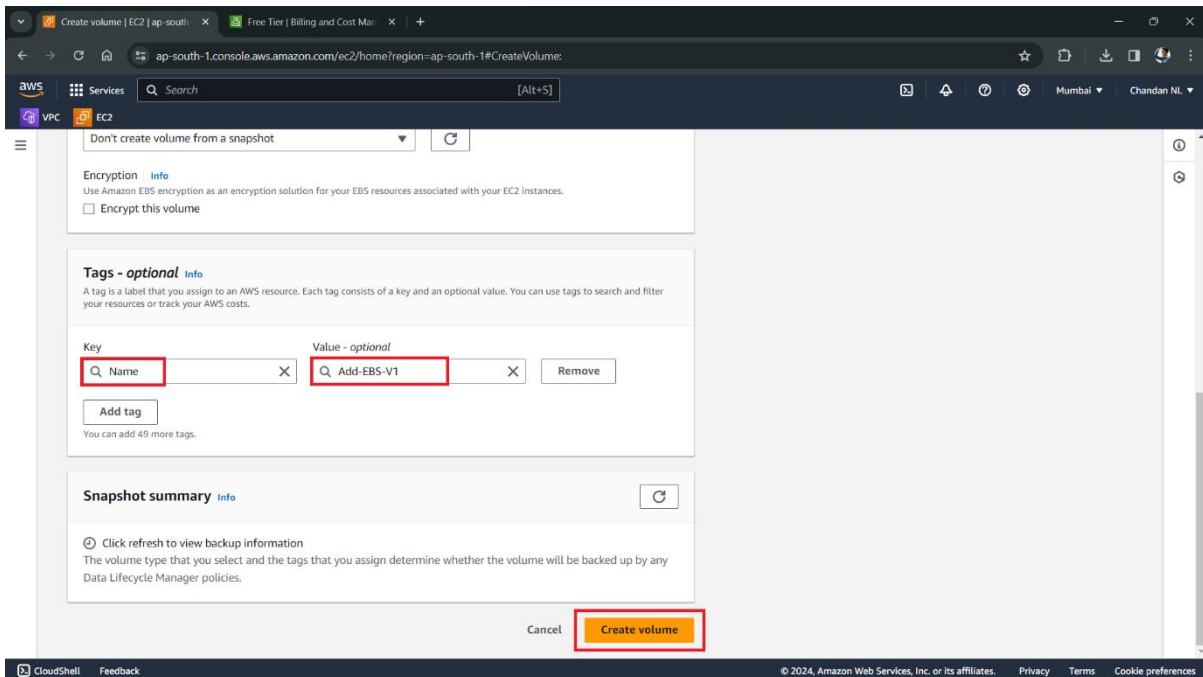 Create volume | EC2 | ap-south
Free Tier | Billing and Cost Man
ap-south-1.console.aws.amazon.com/ec2/home?region=ap-south-1#CreateVolume:
aws
Services
Search
[Alt+S]
Mumbai
Chandan NL
VPC
EC2
Don't create volume from a snapshot
Encryption Info
Use Amazon EBS encryption as an encryption solution for your EBS resources associated with your EC2 instances.
Encrypt this volume
Tags - optional Info
A tag is a label that you assign to an AWS resource. Each tag consists of a key and an optional value. You can use tags to search and filter
your resources or track your AWS costs.
Key
Value - optional
Name
Add-EBS-V1
Remove
Add tag
You can add 49 more tags.
Snapshot summary Info
Click refresh to view backup information
The volume type that you select and the tags that you assign determine whether the volume will be backed up by any
Data Lifecycle Manager policies.
Cancel
Create volume
CloudShell
Feedback
© 2024, Amazon Web Services, Inc. or its affiliates.
Privacy
Terms
Cookie preferences